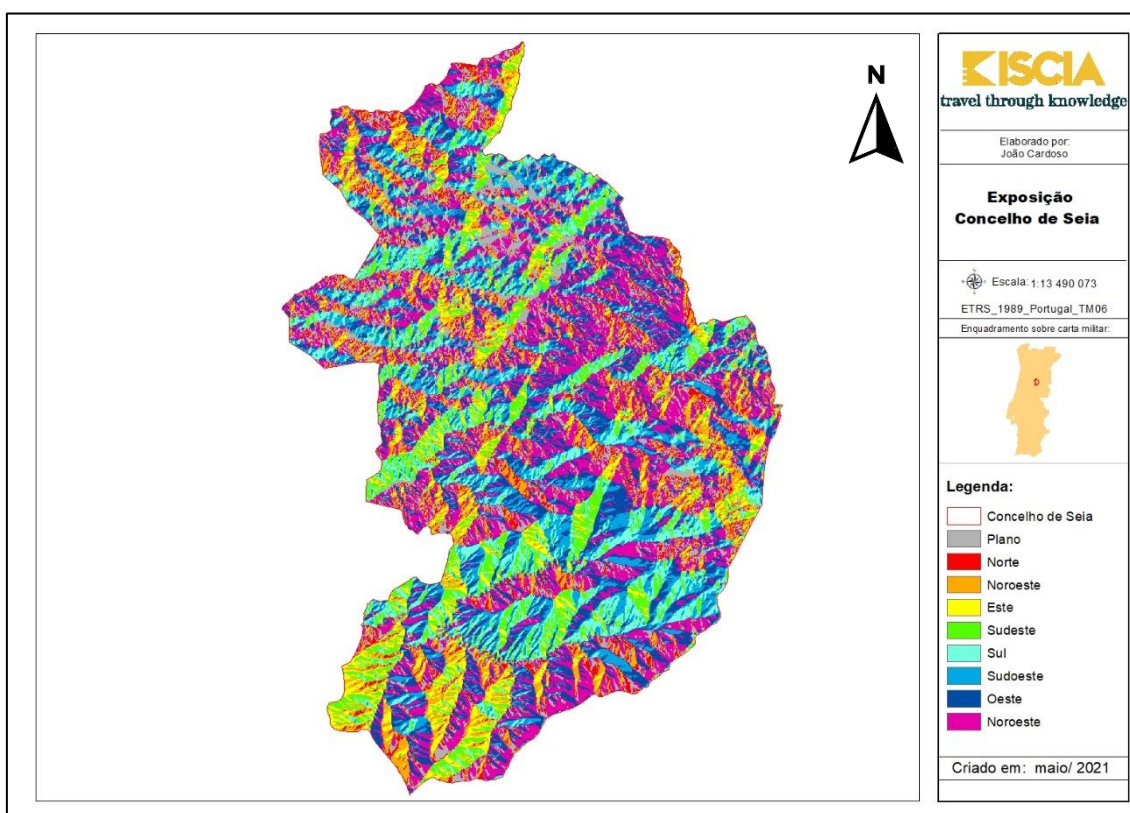 N
ISCIA
travel through knowledge
Elaborado por:
João Cardoso
Exposição
Concelho de Seia
Escala: 1:13 490 073
ETRS_1989_Portugal_TM06
Enquadramento sobre carta militar:
Legenda:
Concelho de Seia
Plano
Norte
Noroeste
Este
Sudeste
Sul
Sudoeste
Oeste
Noroeste
Criado em: maio/ 2021